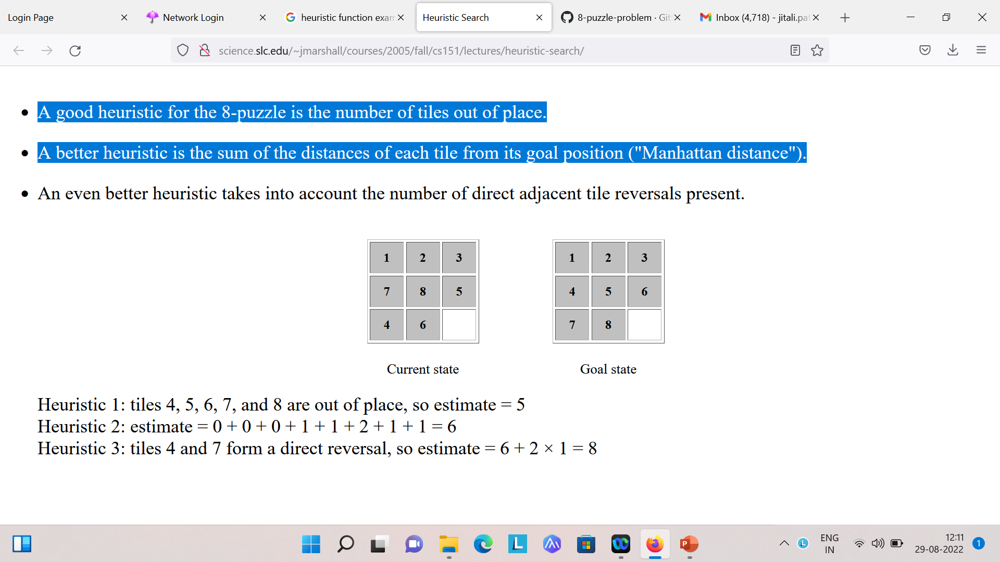 Login Page
Network Login
heuristic function exam
Heuristic Search
8-puzzle-problem · Git
Inbox (4,718) - jitali.pat
science.slc.edu/~jmarshall/courses/2005/fall/cs151/lectures/heuristic-search/
• A good heuristic for the 8-puzzle is the number of tiles out of place.
• A better heuristic is the sum of the distances of each tile from its goal position ("Manhattan distance").
• An even better heuristic takes into account the number of direct adjacent tile reversals present.
1 2 3
7 8 5
4 6
Current state
1 2 3
4 5 6
7 8
Goal state
Heuristic 1: tiles 4, 5, 6, 7, and 8 are out of place, so estimate = 5
Heuristic 2: estimate = 0 + 0 + 0 + 1 + 1 + 2 + 1 + 1 = 6
Heuristic 3: tiles 4 and 7 form a direct reversal, so estimate = 6 + 2 × 1 = 8
L
P
L
ENG
IN
12:11
29-08-2022
1